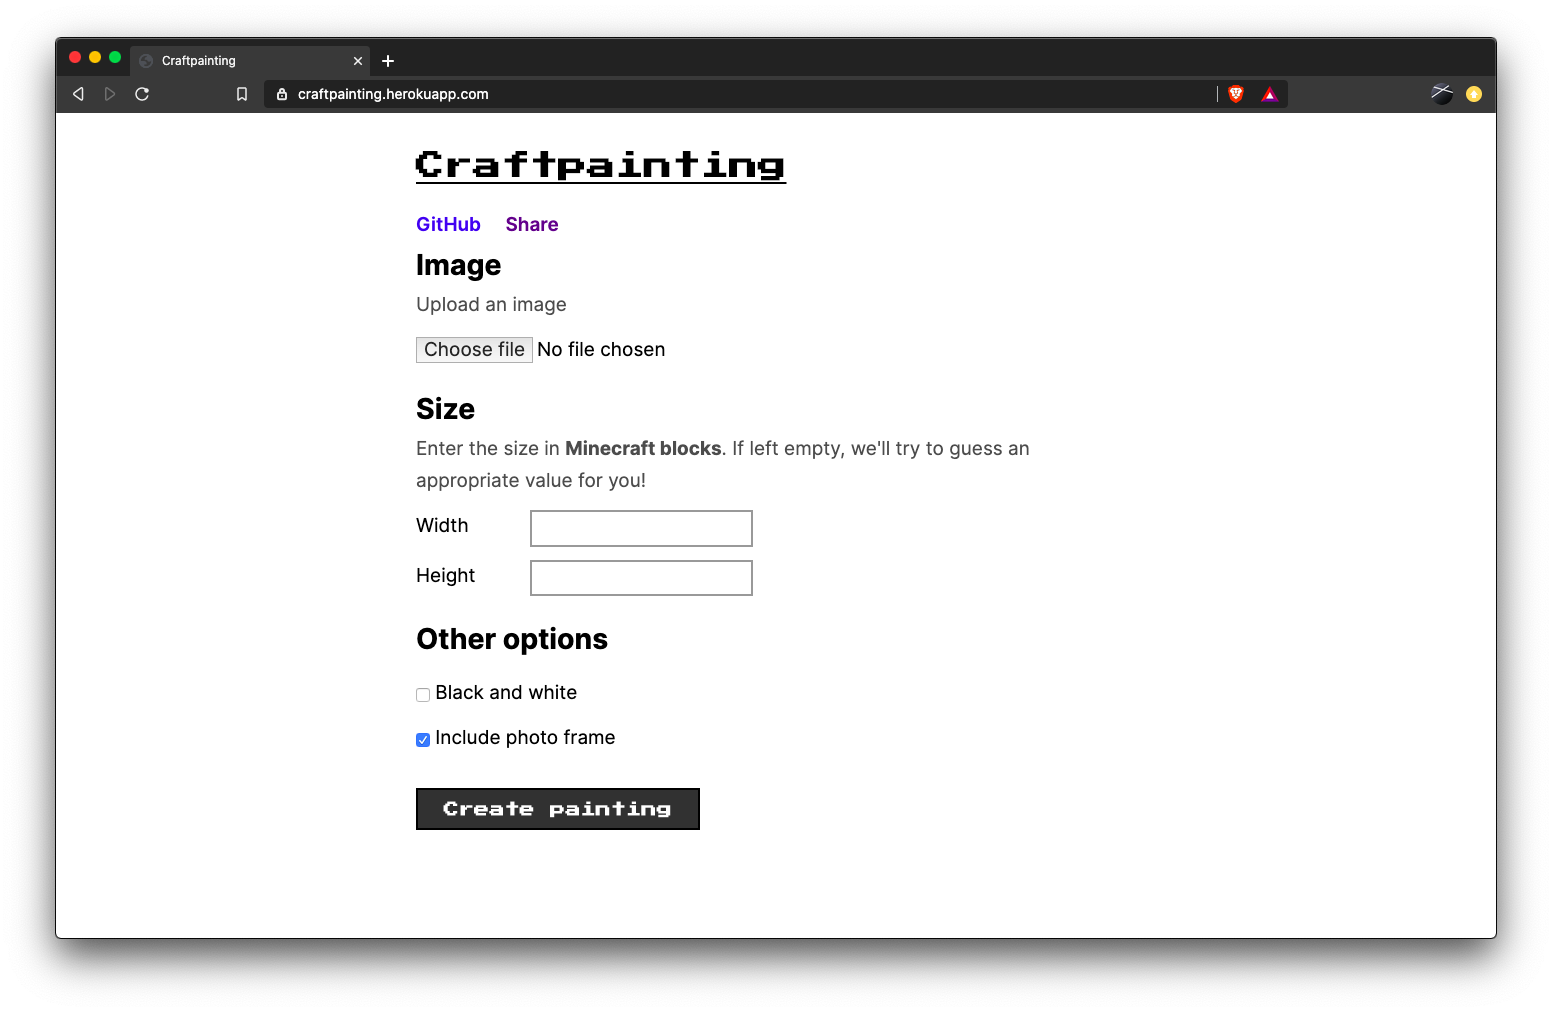 Craftpainting
craftpainting.herokuapp.com
Craftpainting
GitHub Share
Image
Upload an image
Choose file No file chosen
Size
Enter the size in Minecraft blocks. If left empty, we'll try to guess an
appropriate value for you!
Width
Height
Other options
Black and white
Include photo frame
Create painting